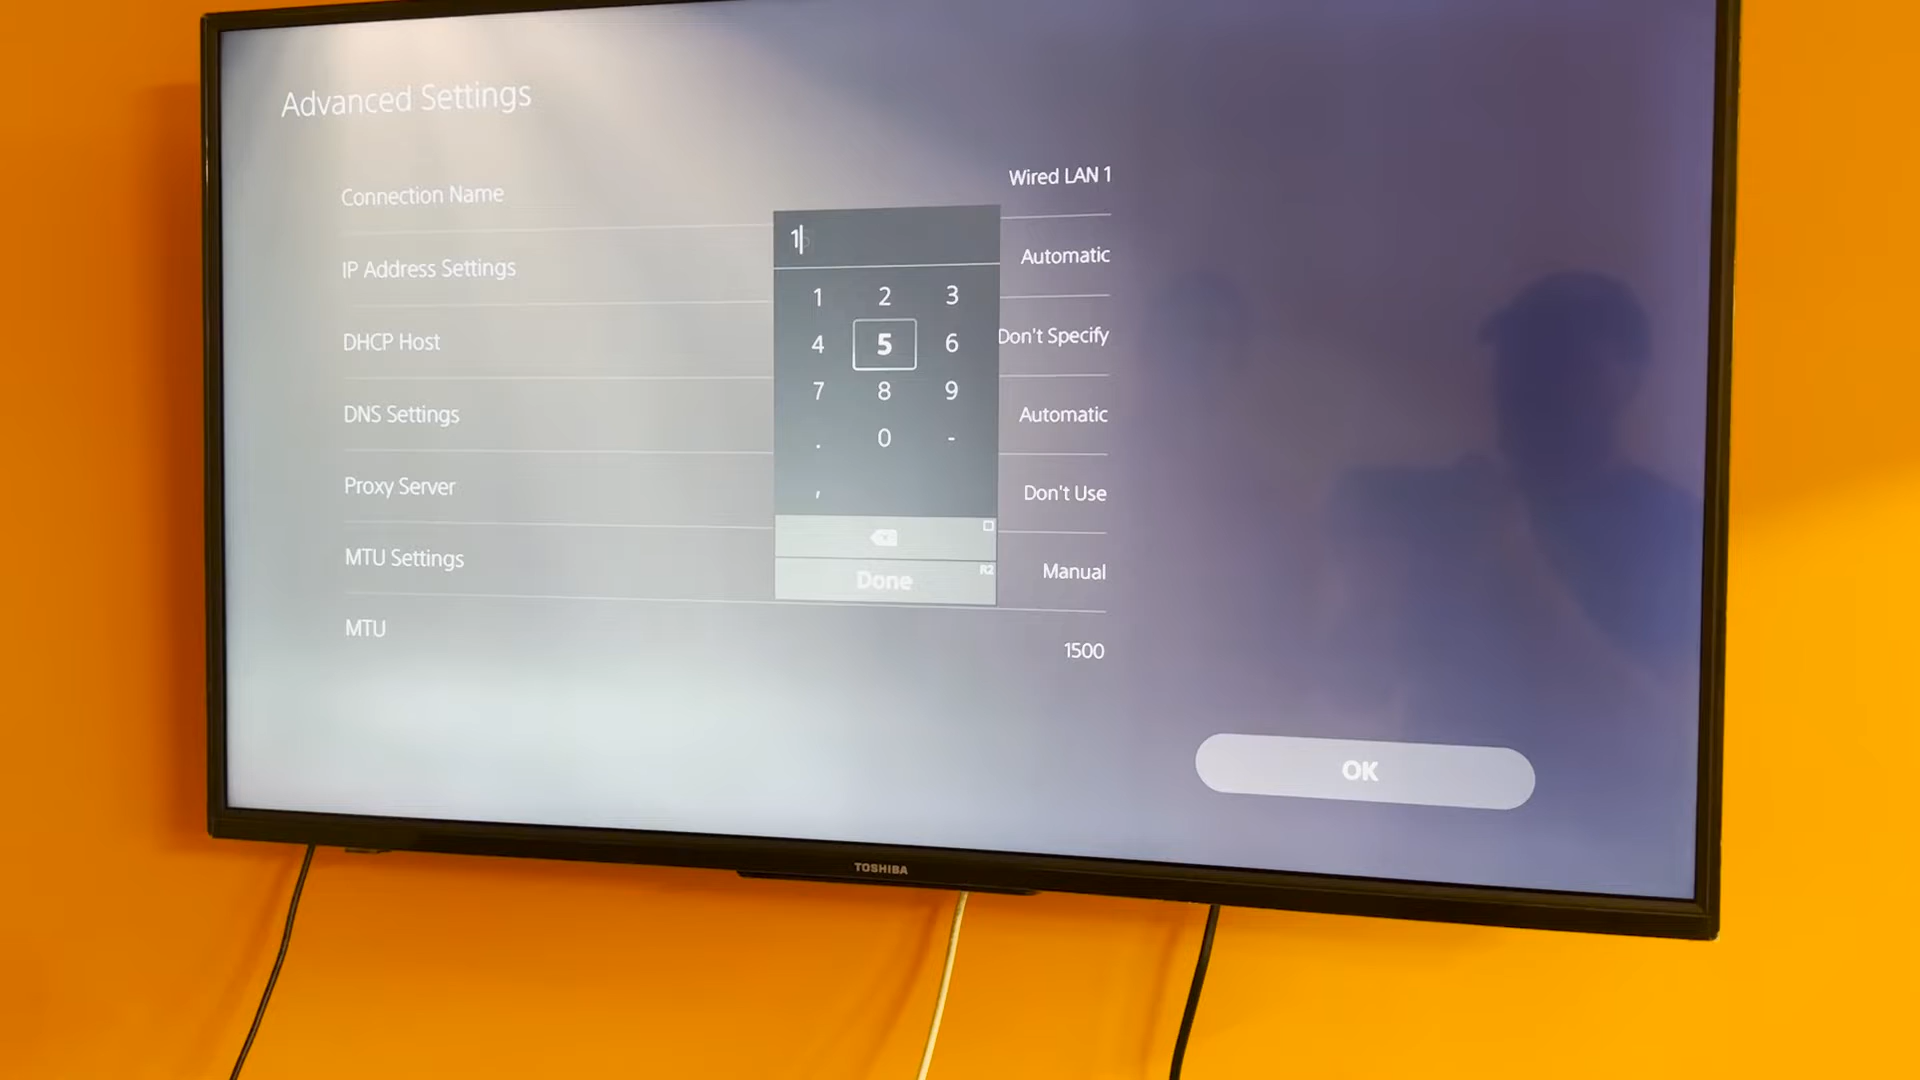 Advanced Settings
Connection Name
Wired LAN 1
IP Address Settings
Automatic
DHCP Host
Don't Specify
DNS Settings
Automatic
Proxy Server
Don't Use
MTU Settings
Manual
MTU
1500
1
1 2 3
4 5 6
7 8 9
. 0 -
,
Done
R2
OK
TOSHIBA